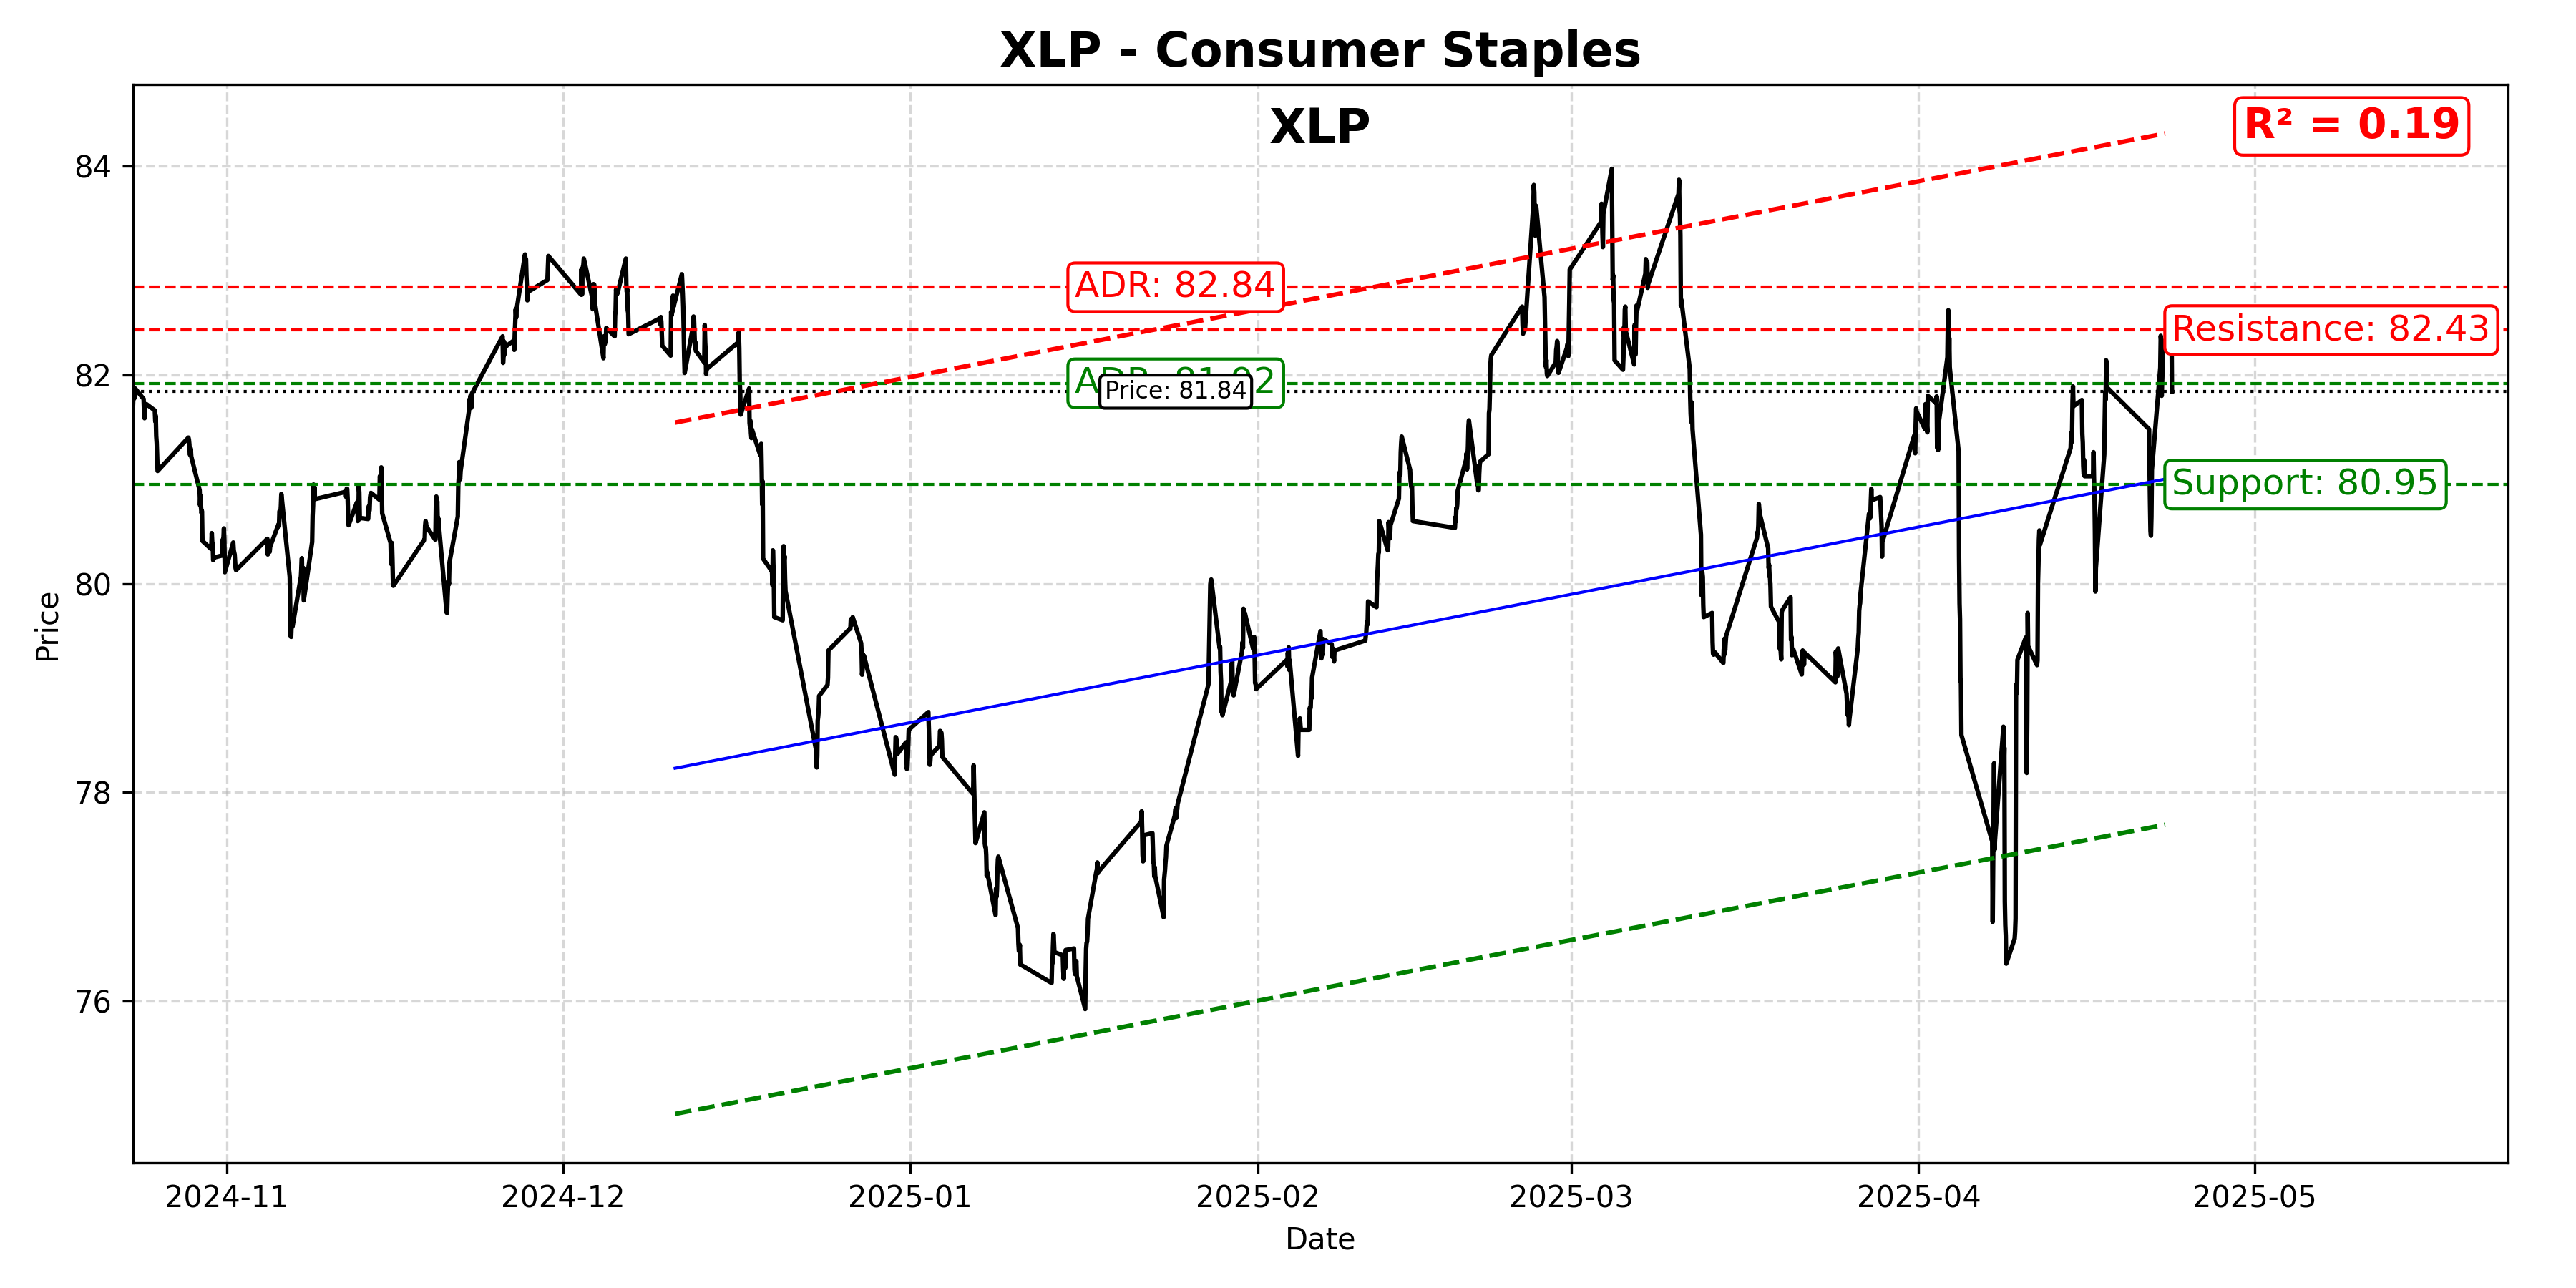 XLP - Consumer Staples
XLP
R² = 0.19
ADR: 82.84
Resistance: 82.43
Price: 81.84
Support: 80.95
Price
84
82
80
78
76
2024-11
2024-12
2025-01
2025-02
2025-03
2025-04
2025-05
Date